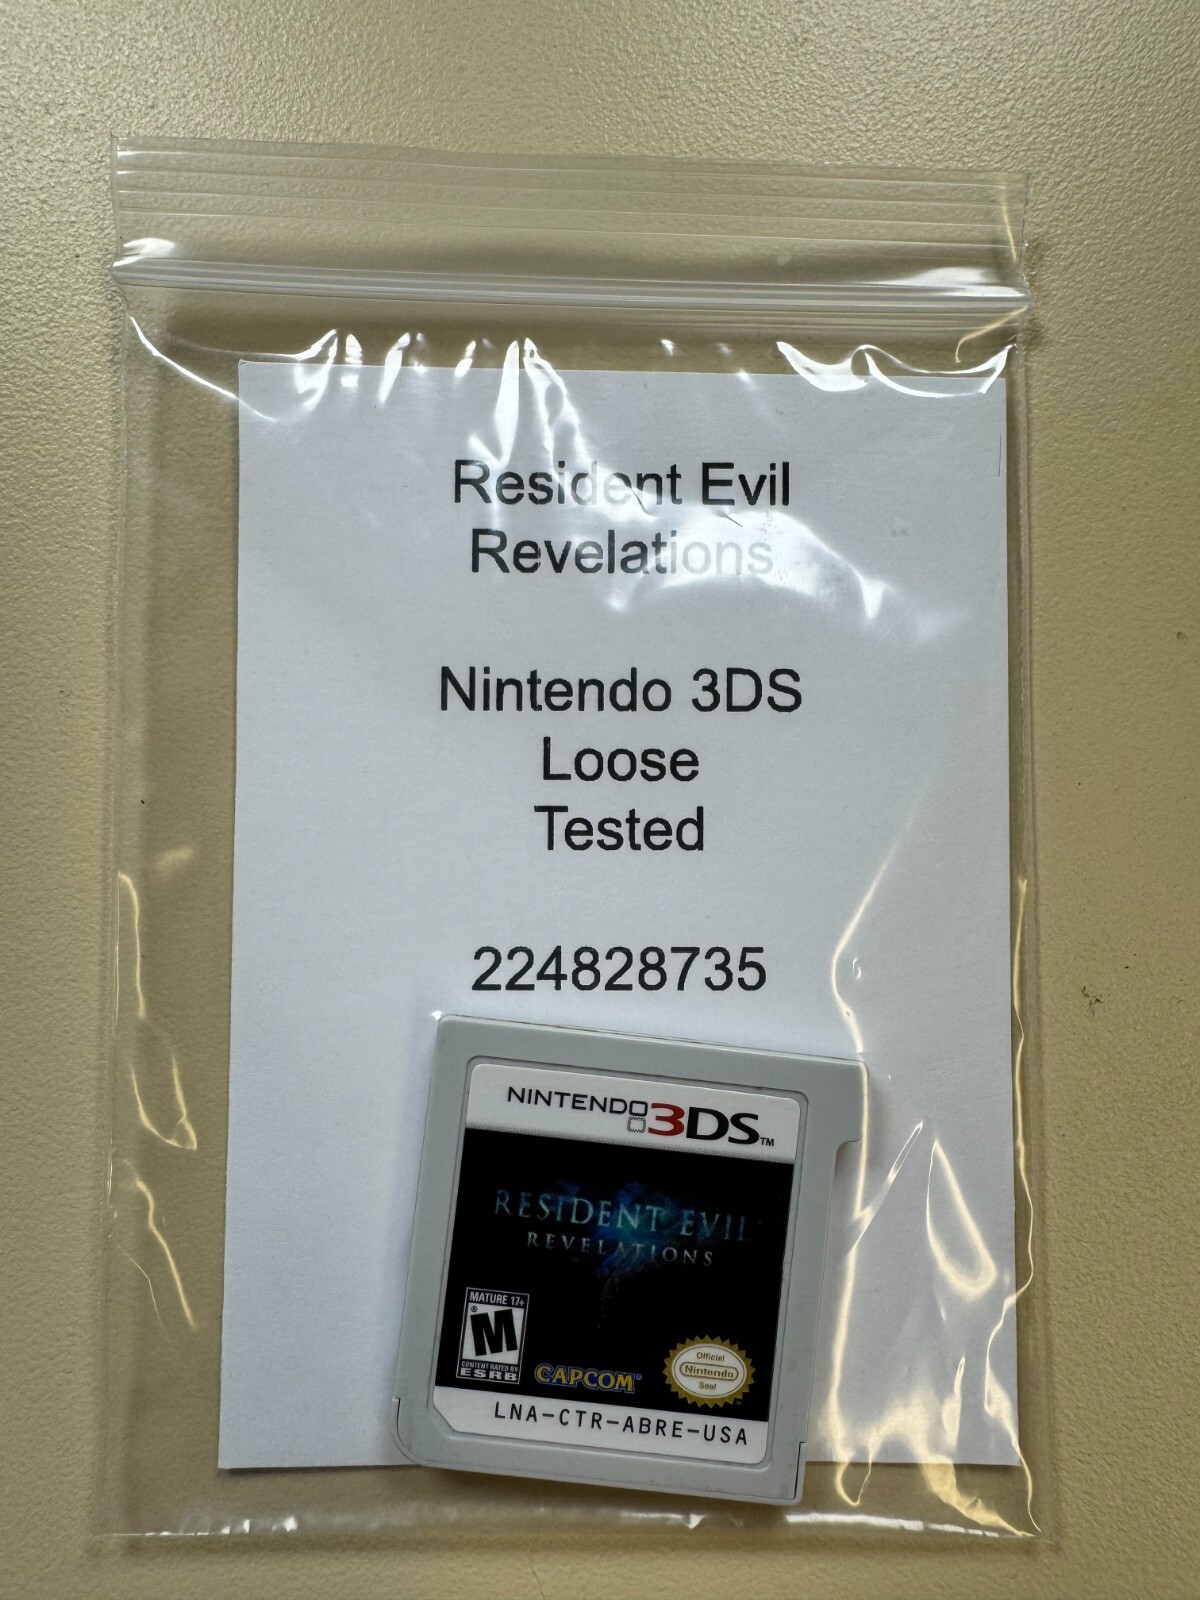 Resident Evil
Revelations
Nintendo 3DS
Loose
Tested
224828735
NINTENDO 3DS TM
RESIDENT EVIL
REVELATIONS
MATURE 17+
M
CONTENT RATED BY
ESRB
CAPCOM
Official
Nintendo
Seal
LNA-CTR-ABRE-USA